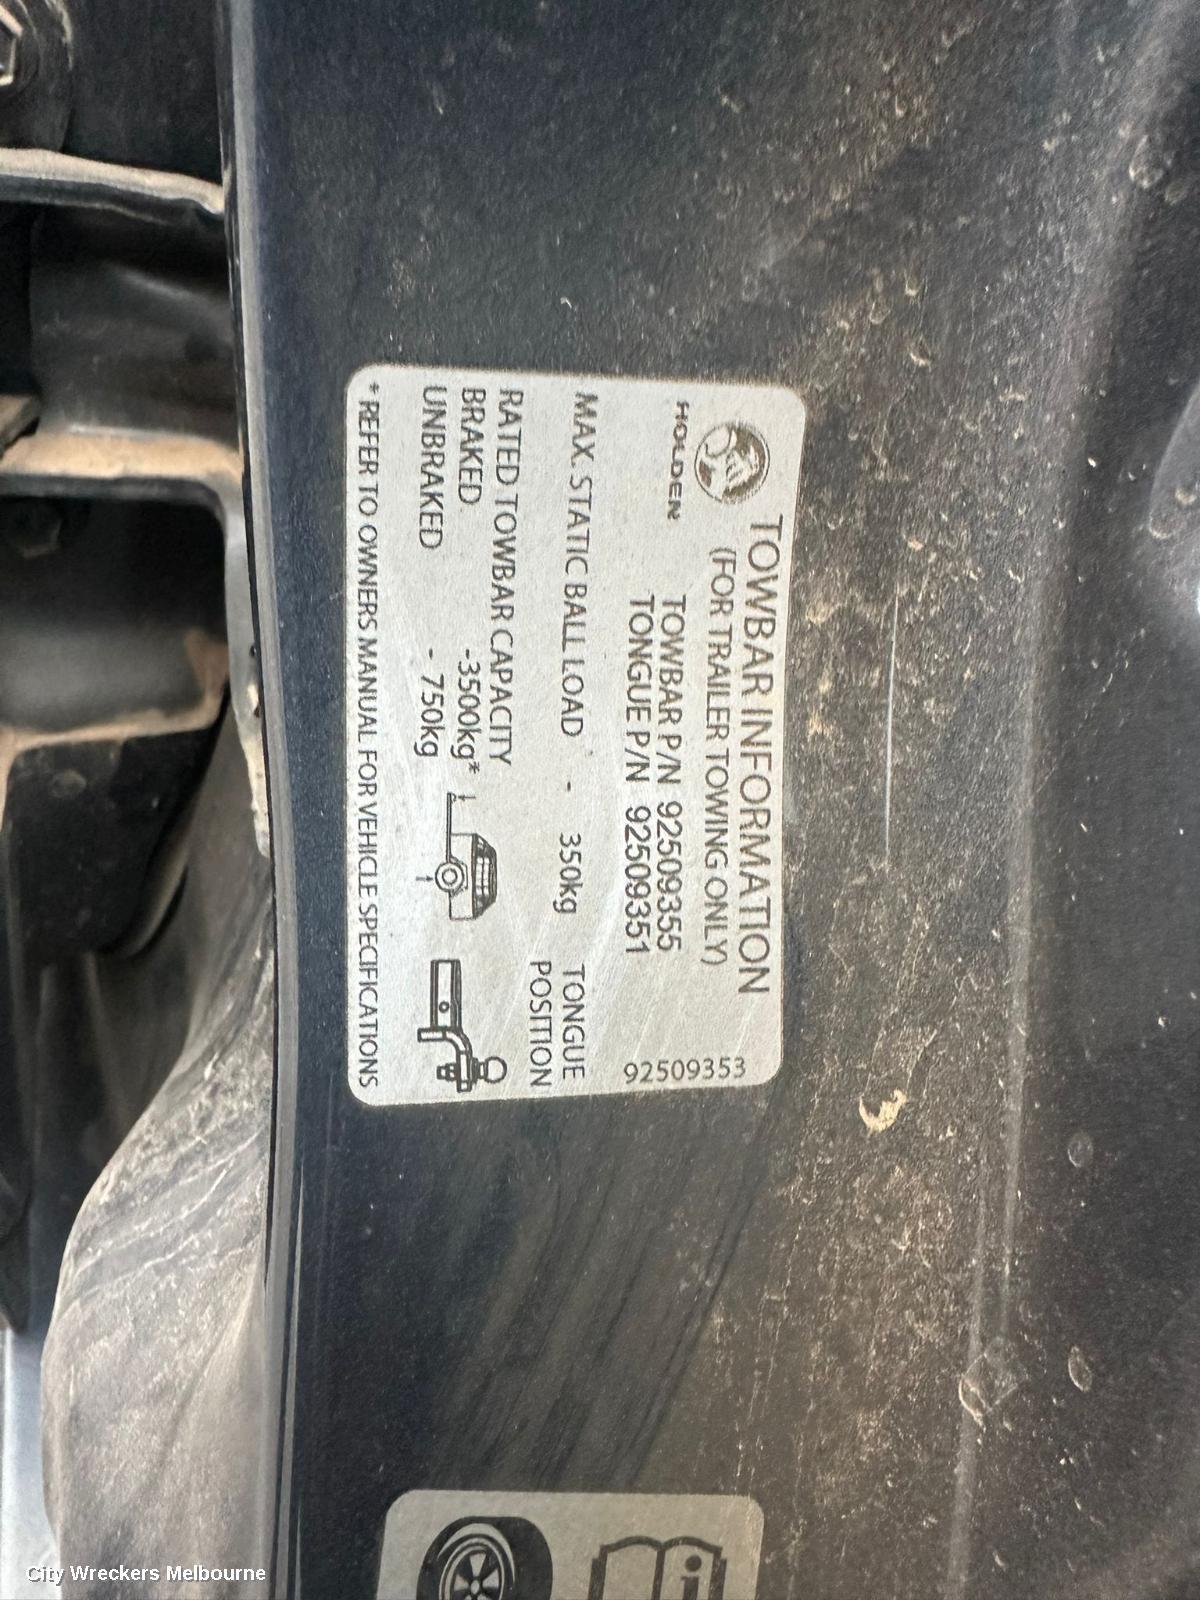 HOLDEN
TOWBAR INFORMATION
(FOR TRAILER TOWING ONLY)
TOWBAR P/N 92509355
TONGUE P/N 92509351
92509353
MAX. STATIC BALL LOAD - 350kg
TONGUE
POSITION
RATED TOWBAR CAPACITY
BRAKED -3500kg*
UNBRAKED - 750kg
* REFER TO OWNERS MANUAL FOR VEHICLE SPECIFICATIONS
i
City Wreckers Melbourne